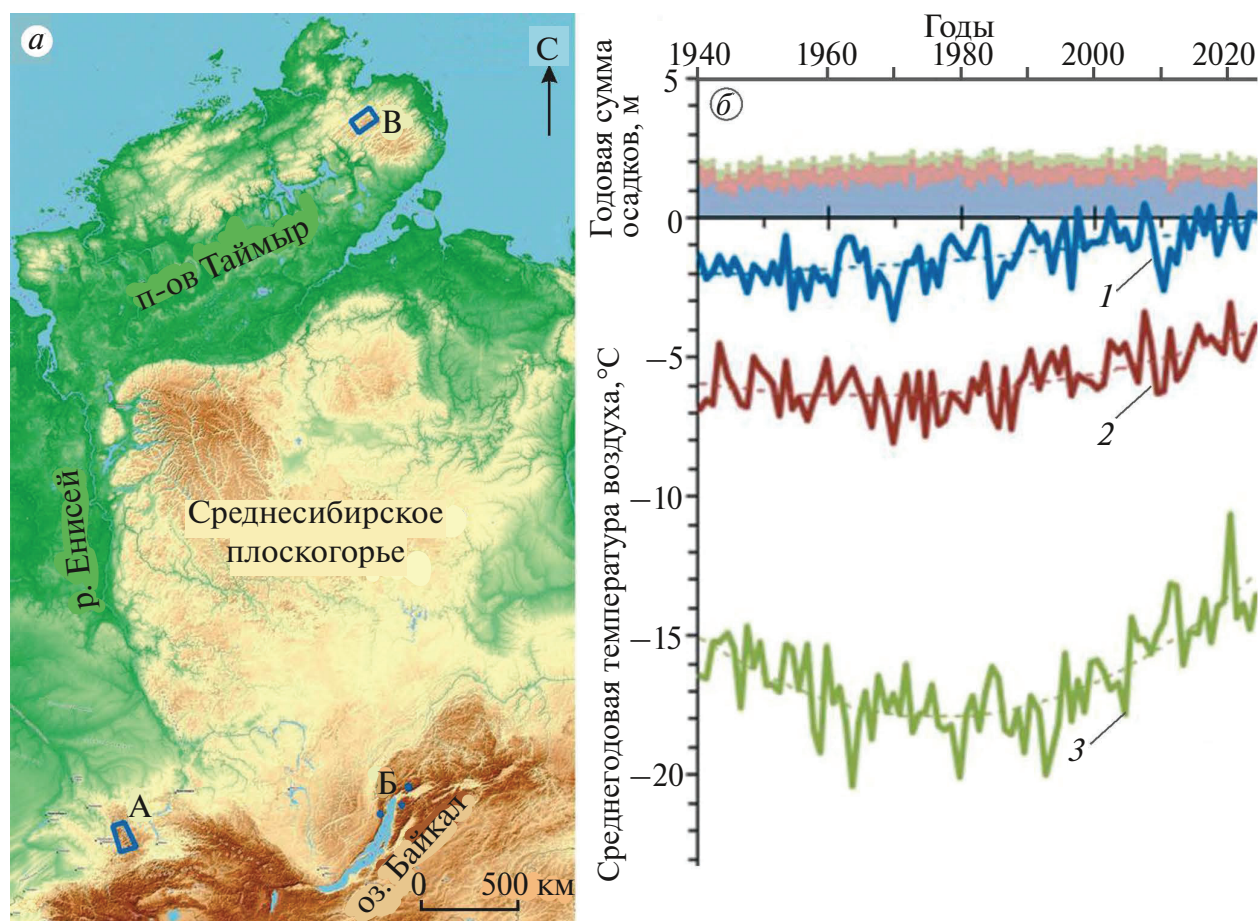 а
С
В
п-ов Таймыр
Среднесибирское
плоскогорье
р. Енисей
А
Б
оз. Байкал
0 500 км
Годы
1940 1960 1980 2000 2020
б
Годовая сумма
осадков, м
5
0
−5
−10
−15
−20
Среднегодовая температура воздуха, °C
1
2
3